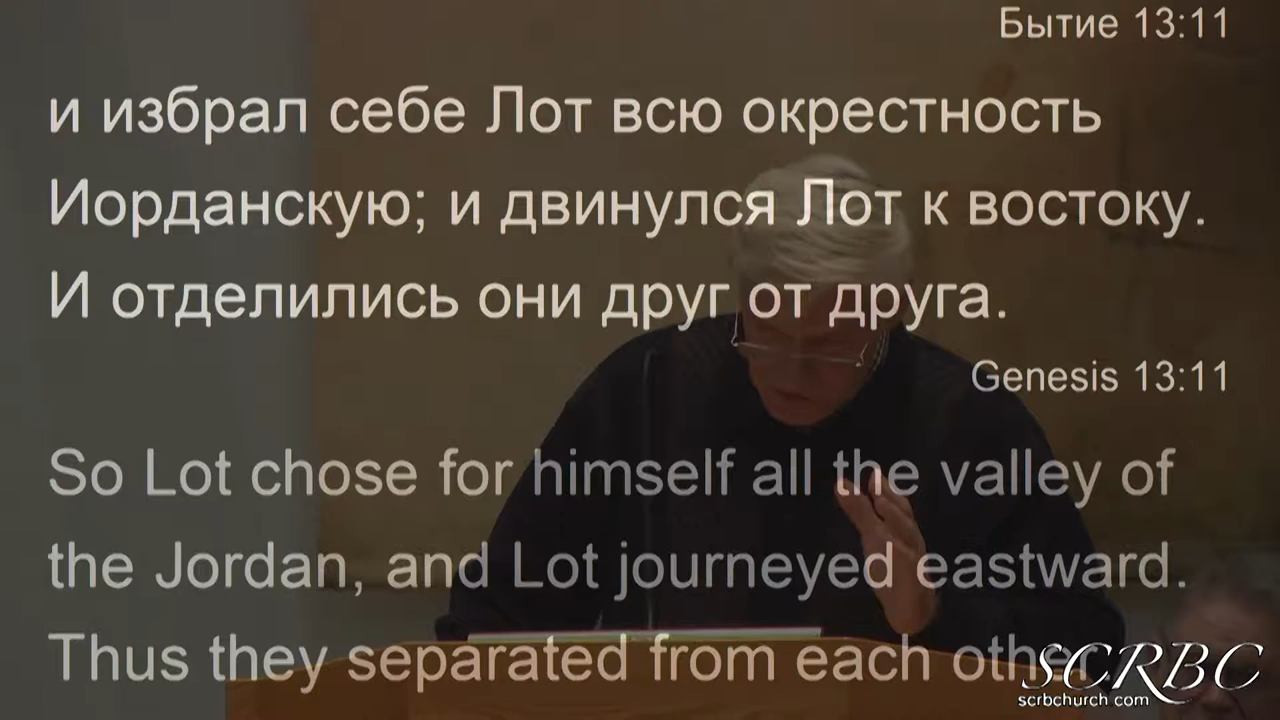 Бытие 13:11
и избрал себе Лот всю окрестность
Иорданскую; и двинулся Лот к востоку.
И отделились они друг от друга.
Genesis 13:11
So Lot chose for himself all the valley of
the Jordan, and Lot journeyed eastward.
Thus they separated from each other.
SCRBC
scrbchurch.com